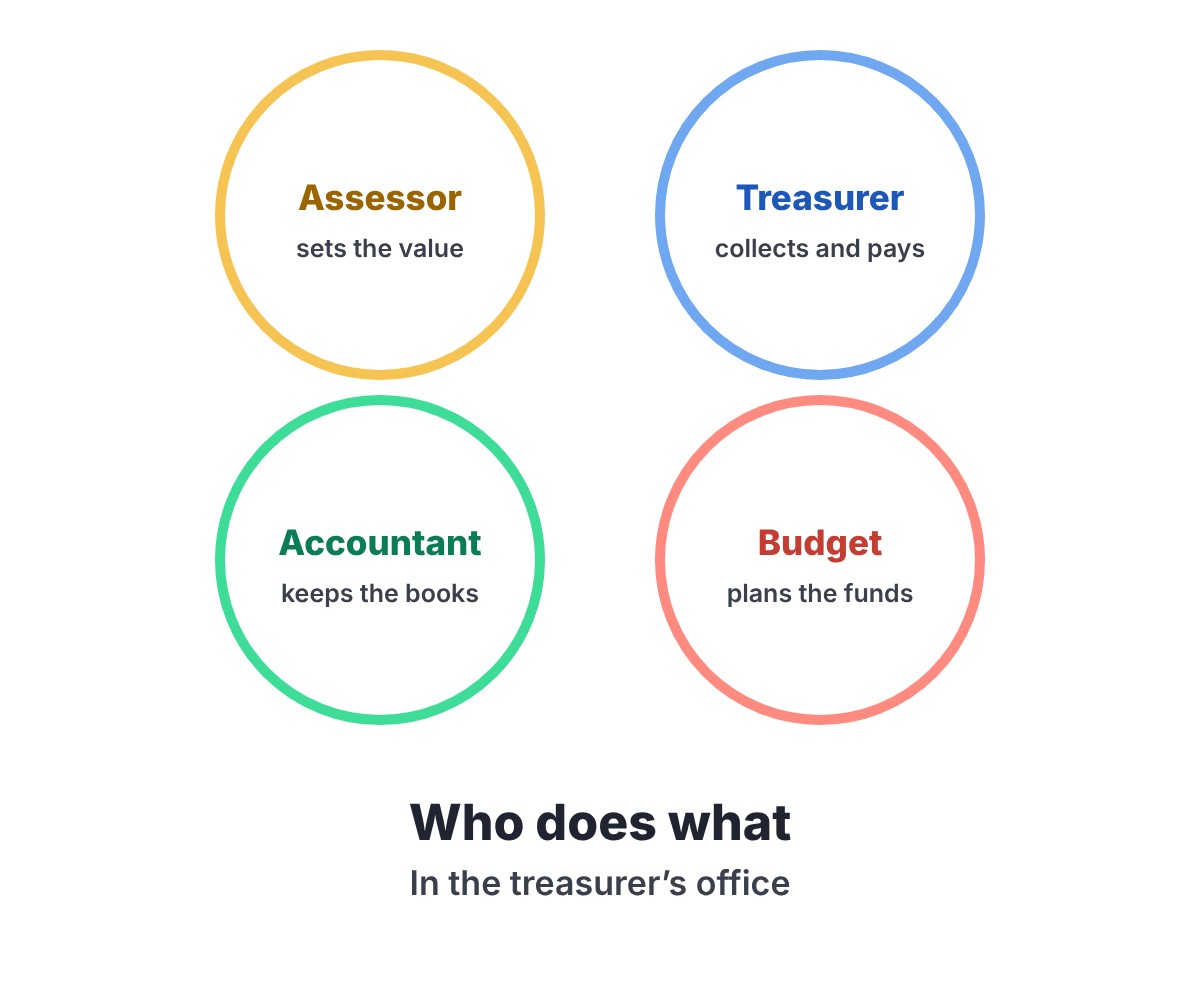 Assessor
sets the value
Treasurer
collects and pays
Accountant
keeps the books
Budget
plans the funds
Who does what
In the treasurer’s office